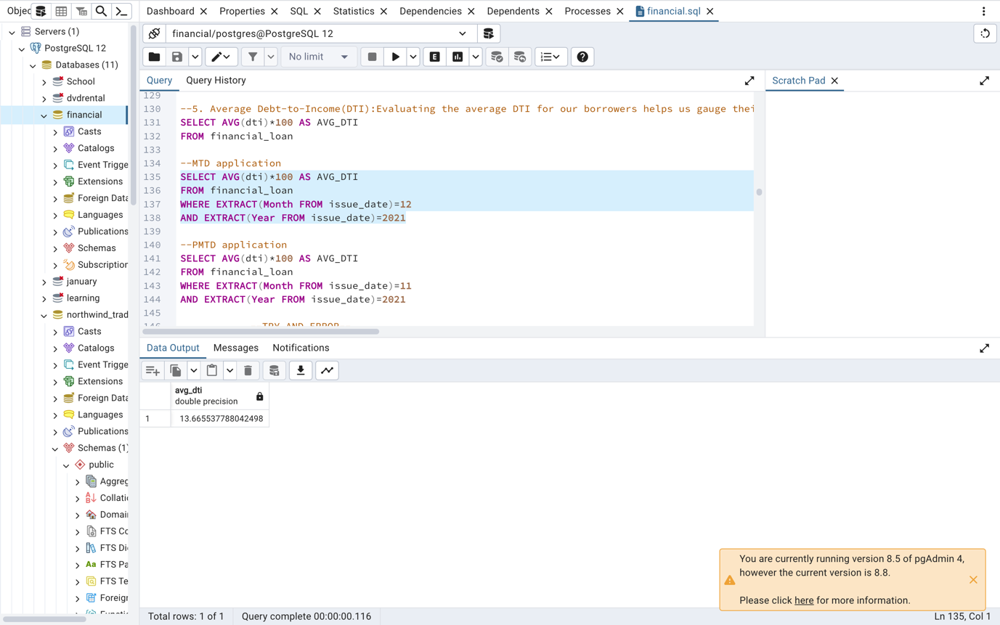 Objec
Dashboard
Properties
SQL
Statistics
Dependencies
Dependents
Processes
financial.sql
Servers (1)
PostgreSQL 12
Databases (11)
School
dvdrental
financial
Casts
Catalogs
Event Trigge
Extensions
Foreign Data
Languages
Publications
Schemas
Subscription
january
learning
northwind_trad
Casts
Catalogs
Event Trigge
Extensions
Foreign Data
Languages
Publications
Schemas (1)
public
Aggreg
Collatic
Domain
FTS Co
FTS Di
Aa FTS Pa
FTS Te
Foreign
financial/postgres@PostgreSQL 12
No limit
E
Query
Query History
Scratch Pad
129
130 --5. Average Debt-to-Income(DTI):Evaluating the average DTI for our borrowers helps us gauge thei
131 SELECT AVG(dti)*100 AS AVG_DTI
132 FROM financial_loan
133
134 --MTD application
135 SELECT AVG(dti)*100 AS AVG_DTI
136 FROM financial_loan
137 WHERE EXTRACT(Month FROM issue_date)=12
138 AND EXTRACT(Year FROM issue_date)=2021
139
140 --PMTD application
141 SELECT AVG(dti)*100 AS AVG_DTI
142 FROM financial_loan
143 WHERE EXTRACT(Month FROM issue_date)=11
144 AND EXTRACT(Year FROM issue_date)=2021
145
146 TRY AND ERROR
Data Output
Messages
Notifications
avg_dti
double precision
1 13.665537788042498
You are currently running version 8.5 of pgAdmin 4,
however the current version is 8.8.
Please click here for more information.
Total rows: 1 of 1
Query complete 00:00:00.116
Ln 135, Col 1